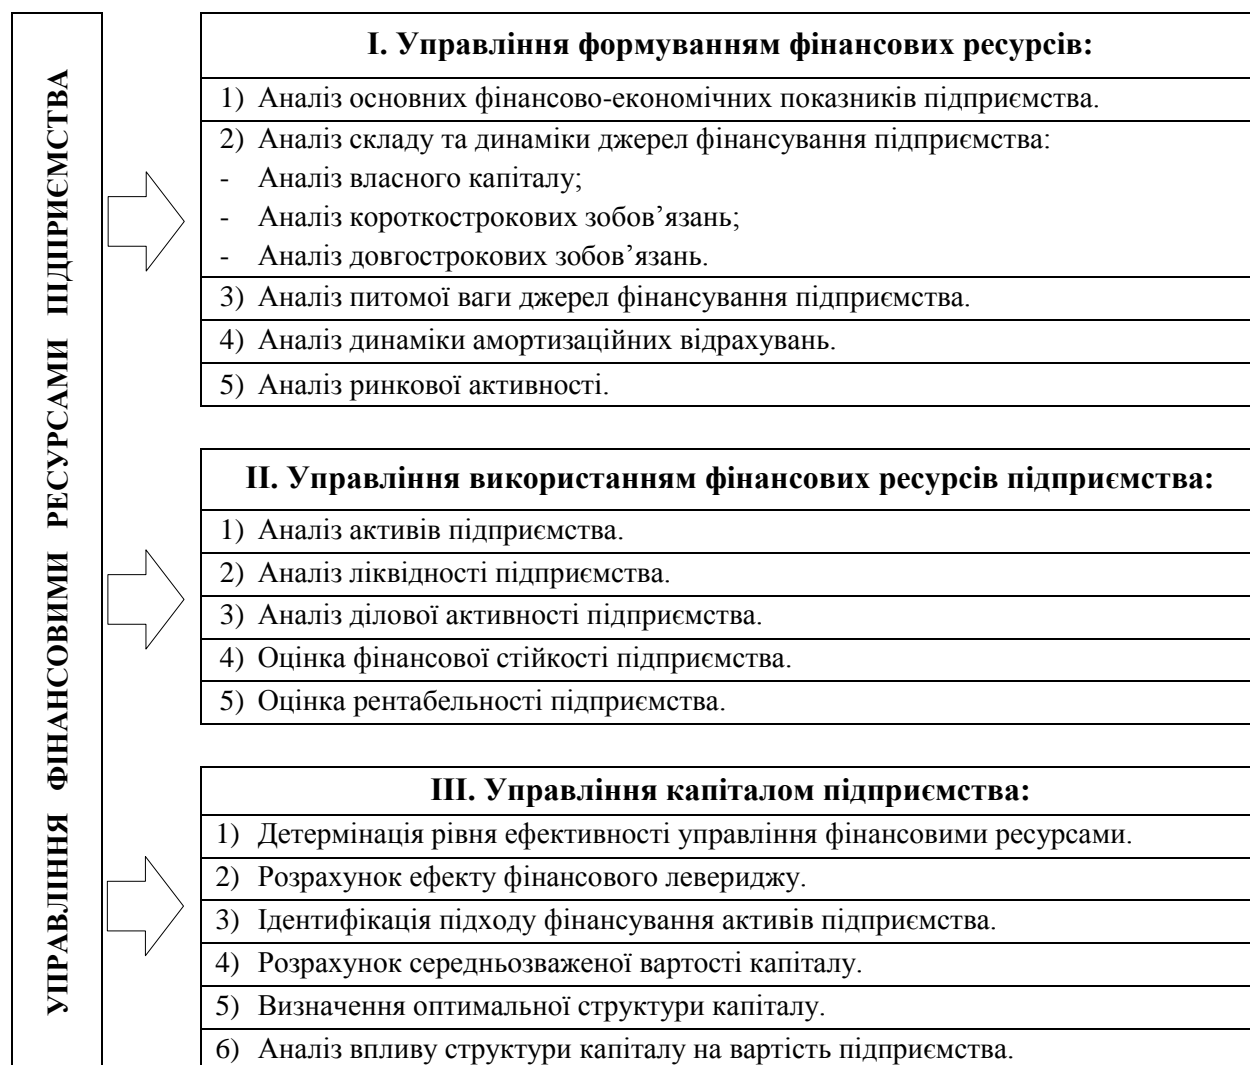 УПРАВЛІННЯ ФІНАНСОВИМИ РЕСУРСАМИ ПІДПРИЄМСТВА
І. Управління формуванням фінансових ресурсів:
1) Аналіз основних фінансово-економічних показників підприємства.
2) Аналіз складу та динаміки джерел фінансування підприємства:
- Аналіз власного капіталу;
- Аналіз короткострокових зобов’язань;
- Аналіз довгострокових зобов’язань.
3) Аналіз питомої ваги джерел фінансування підприємства.
4) Аналіз динаміки амортизаційних відрахувань.
5) Аналіз ринкової активності.
ІІ. Управління використанням фінансових ресурсів підприємства:
1) Аналіз активів підприємства.
2) Аналіз ліквідності підприємства.
3) Аналіз ділової активності підприємства.
4) Оцінка фінансової стійкості підприємства.
5) Оцінка рентабельності підприємства.
ІІІ. Управління капіталом підприємства:
1) Детермінація рівня ефективності управління фінансовими ресурсами.
2) Розрахунок ефекту фінансового левериджу.
3) Ідентифікація підходу фінансування активів підприємства.
4) Розрахунок середньозваженої вартості капіталу.
5) Визначення оптимальної структури капіталу.
6) Аналіз впливу структури капіталу на вартість підприємства.